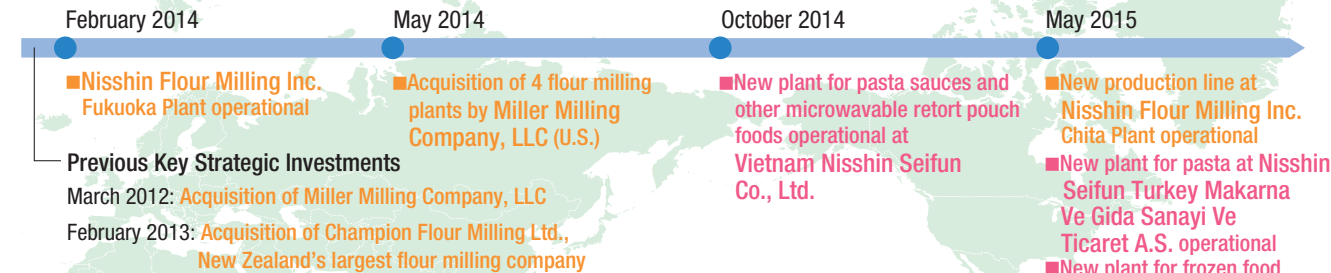 February 2014
May 2014
October 2014
May 2015
■Nisshin Flour Milling Inc.
Fukuoka Plant operational
■Acquisition of 4 flour milling
plants by Miller Milling
Company, LLC (U.S.)
■New plant for pasta sauces and
other microwavable retort pouch
foods operational at
Vietnam Nisshin Seifun
Co., Ltd.
■New production line at
Nisshin Flour Milling Inc.
Chita Plant operational
■New plant for pasta at Nisshin
Seifun Turkey Makarna
Ve Gida Sanayi Ve
Ticaret A.S. operational
■New plant for frozen food
Previous Key Strategic Investments
March 2012: Acquisition of Miller Milling Company, LLC
February 2013: Acquisition of Champion Flour Milling Ltd.,
New Zealand's largest flour milling company